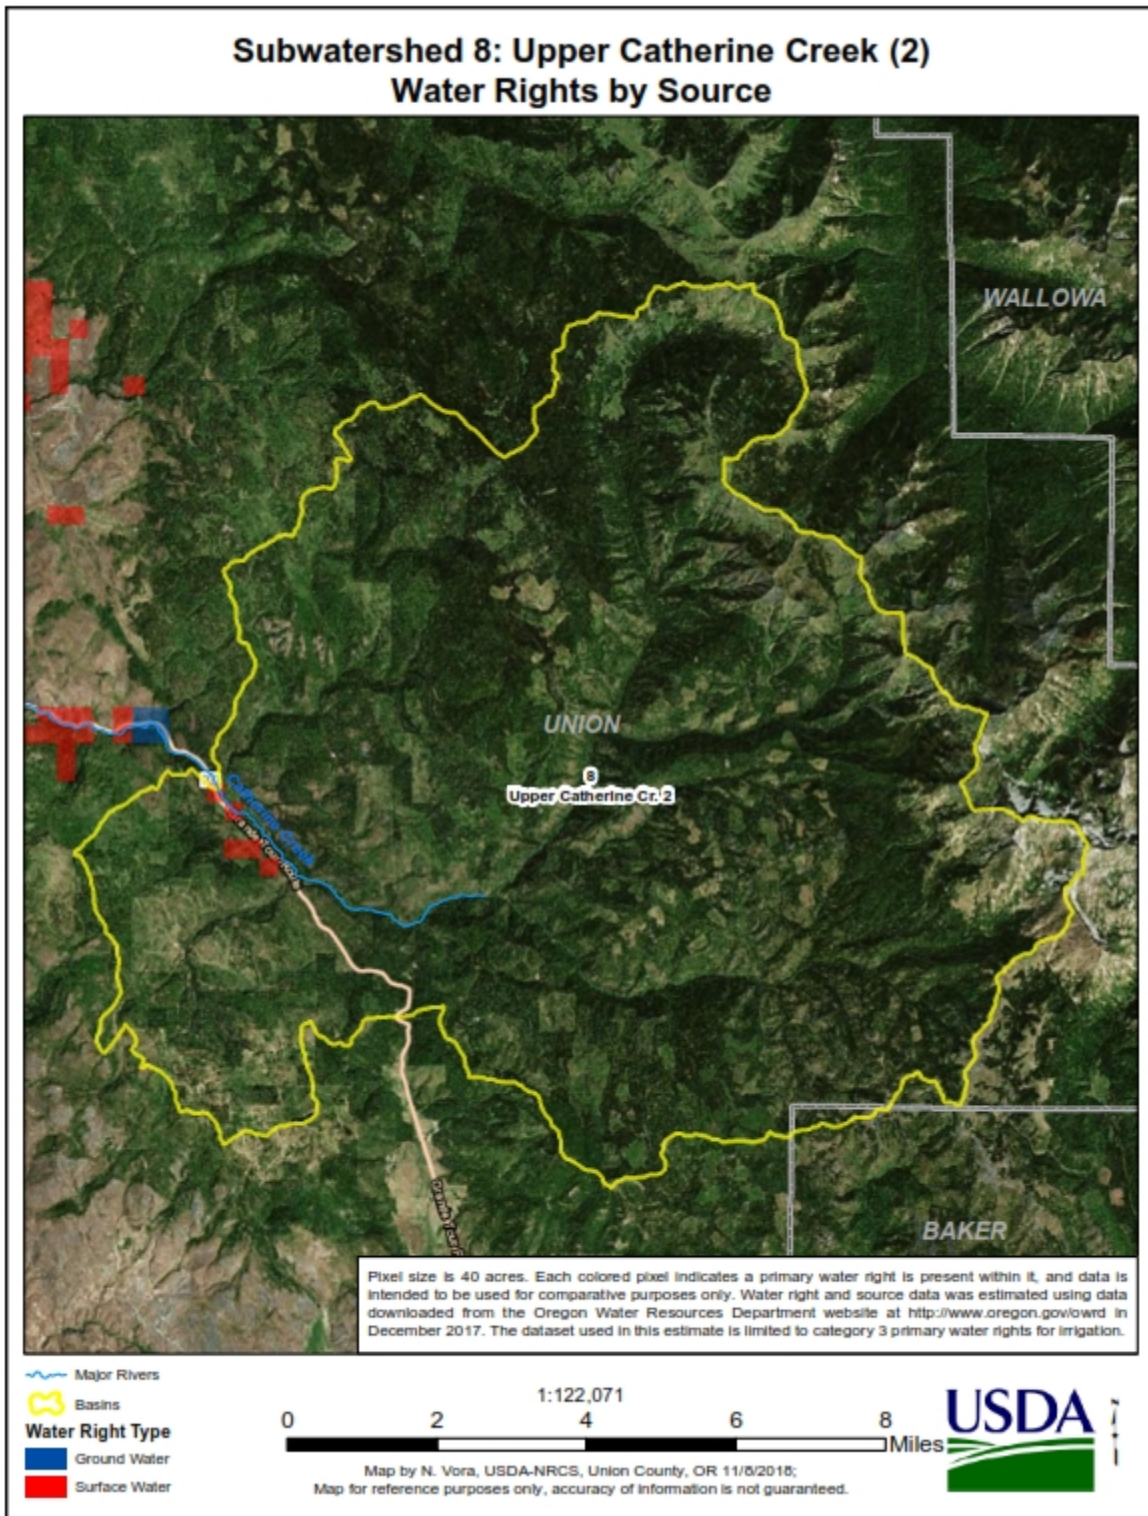 Subwatershed 8: Upper Catherine Creek (2)
Water Rights by Source
WALLOWA
UNION
8
Upper Catherine Cr. 2
Catherine Creek
BAKER
Pixel size is 40 acres. Each colored pixel indicates a primary water right is present within it, and data is
intended to be used for comparative purposes only. Water right and source data was estimated using data
downloaded from the Oregon Water Resources Department website at http://www.oregon.gov/owrd in
December 2017. The dataset used in this estimate is limited to category 3 primary water rights for irrigation.
Major Rivers
Basins
Water Right Type
Ground Water
Surface Water
1:122,071
0 2 4 6 8
Miles
Map by N. Vora, USDA-NRCS, Union County, OR 11/8/2018;
Map for reference purposes only, accuracy of information is not guaranteed.
USDA